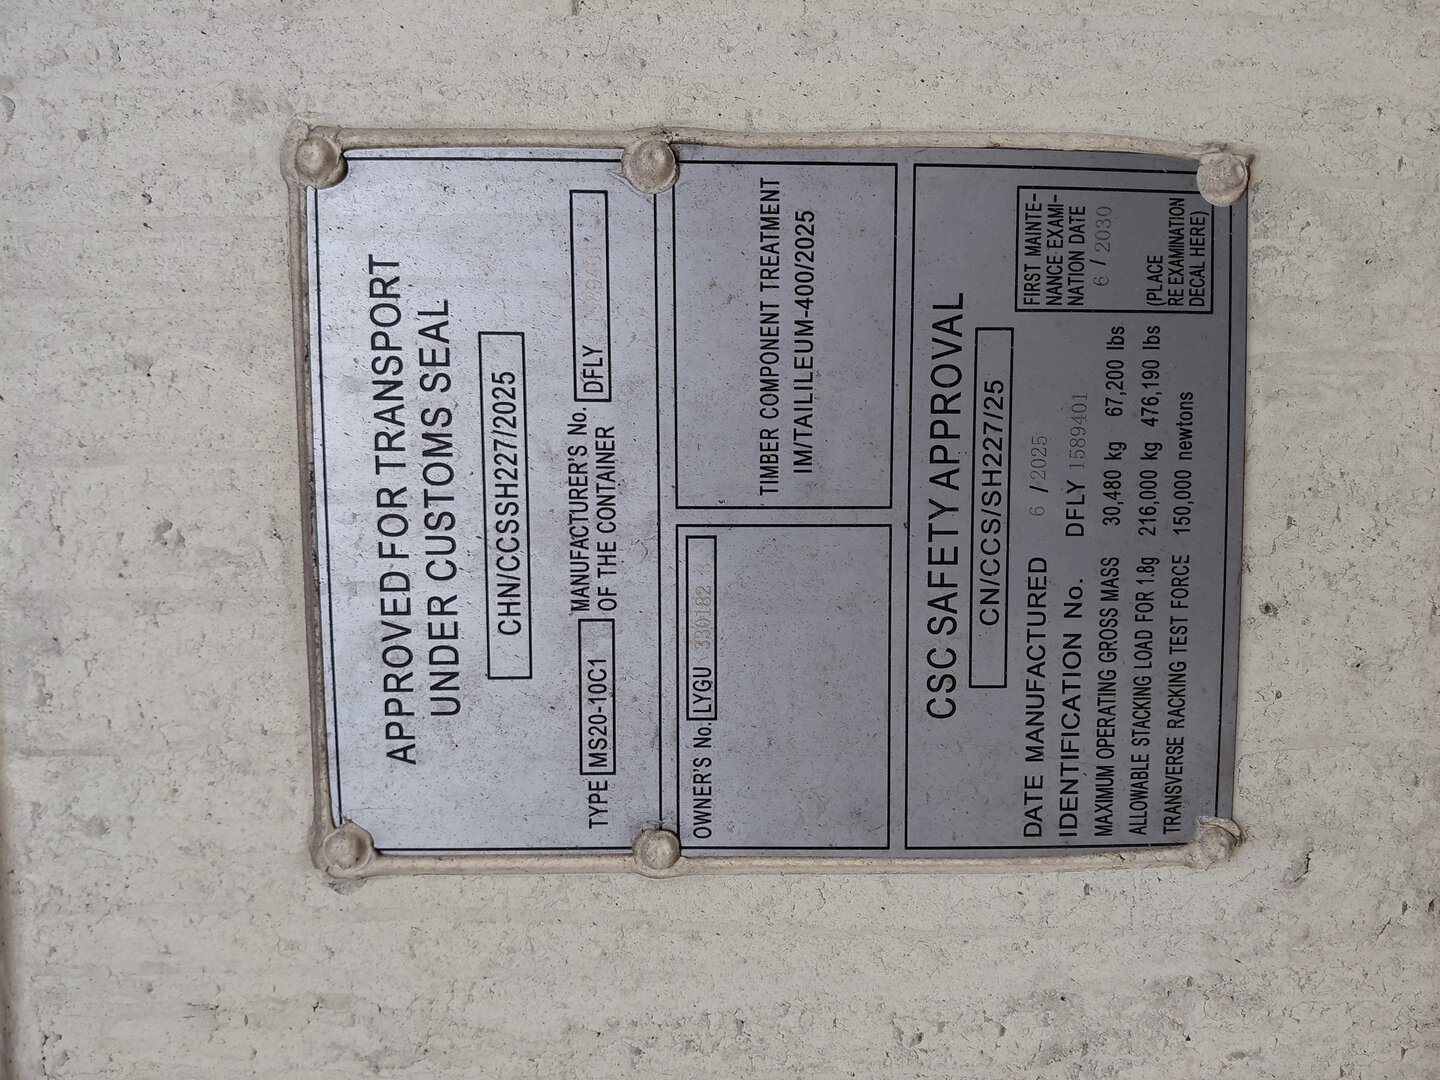 APPROVED FOR TRANSPORT
UNDER CUSTOMS SEAL
CHN/CCSSH227/2025
TYPE MS20-10C1 MANUFACTURER'S No. OF THE CONTAINER DFLY 1589401
OWNER'S No. LYGU 330182
TIMBER COMPONENT TREATMENT
IM/TAILILEUM-400/2025
CSC SAFETY APPROVAL
CN/CCS/SH227/25
DATE MANUFACTURED 6 / 2025
IDENTIFICATION No. DFLY 1589401
MAXIMUM OPERATING GROSS MASS 30,480 kg 67,200 lbs
ALLOWABLE STACKING LOAD FOR 1.8g 216,000 kg 476,190 lbs
TRANSVERSE RACKING TEST FORCE 150,000 newtons
FIRST MAINTE-
NANCE EXAMI-
NATION DATE
6 / 2030
(PLACE
RE EXAMINATION
DECAL HERE)